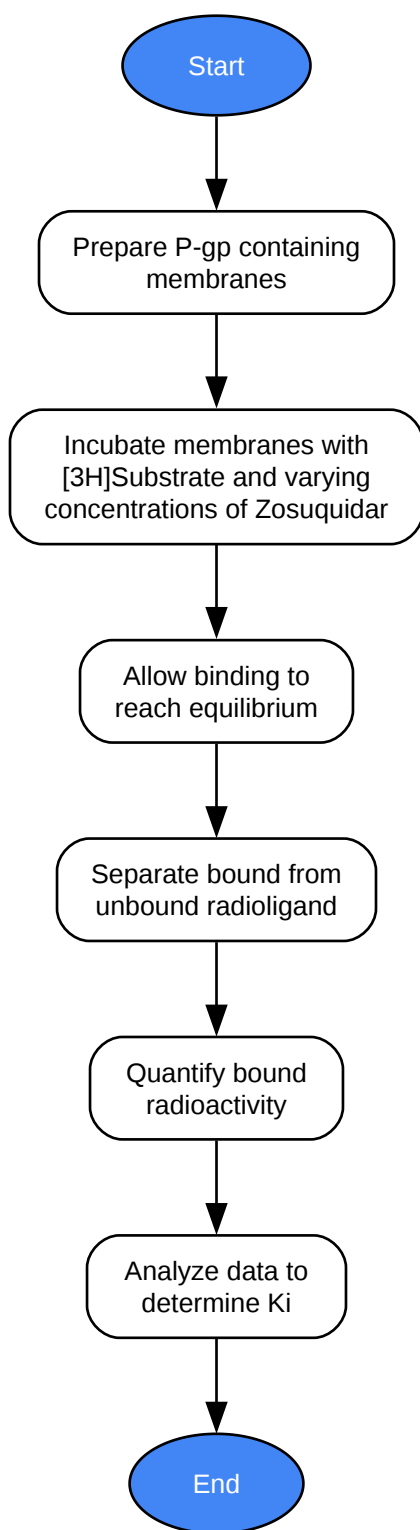 Start
Prepare P-gp containing
membranes
Incubate membranes with
[3H]Substrate and varying
concentrations of Zosuquidar
Allow binding to
reach equilibrium
Separate bound from
unbound radioligand
Quantify bound
radioactivity
Analyze data to
determine Ki
End